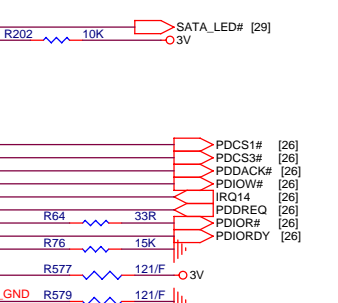 SATA_LED# [29]
R202 10K 3V
PDCS1# [26]
PDCS3# [26]
PDDACK# [26]
PDIOW# [26]
IRQ14 [26]
PDDREQ [26]
R64 33R PDIOR# [26]
PDIORDY [26]
R76 15K
R577 121/F 3V
_GND R579 121/F